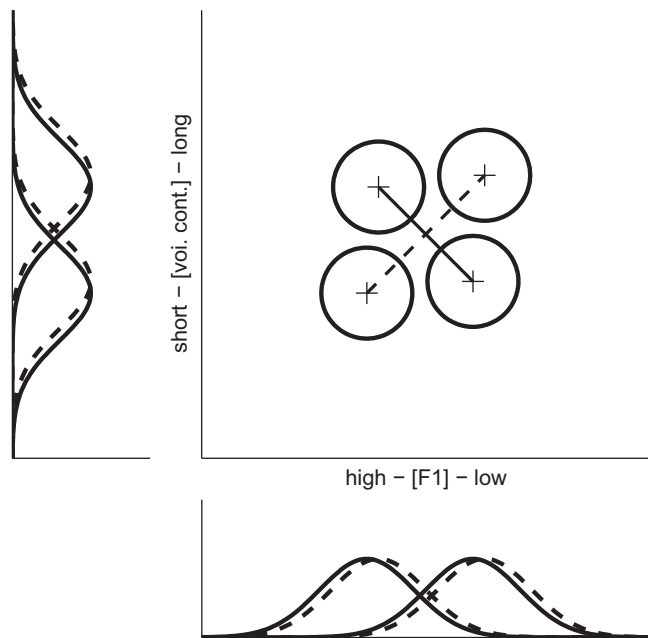 short – [voi. cont.] – long
high – [F1] – low